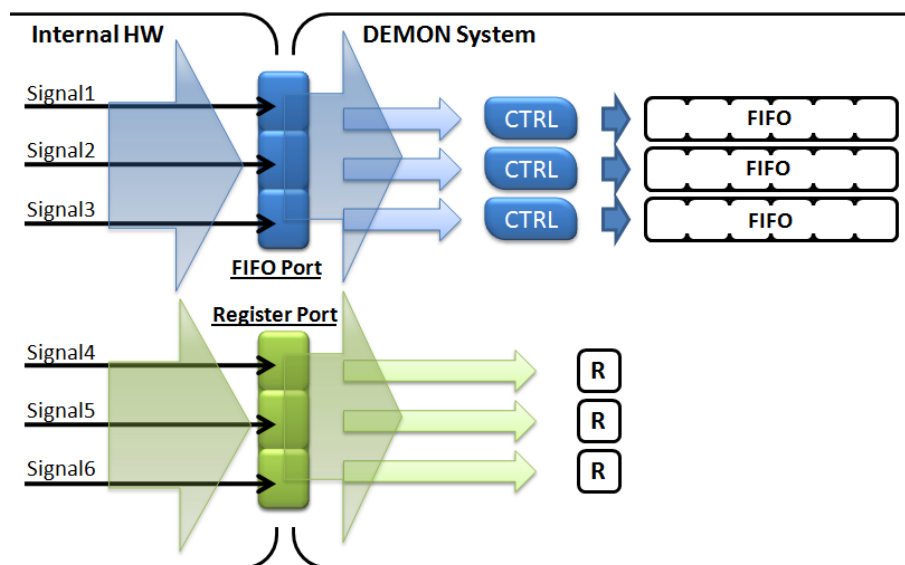 Internal HW
DEMON System
Signal1
CTRL
FIFO
Signal2
CTRL
FIFO
Signal3
CTRL
FIFO
FIFO Port
Register Port
Signal4
R
Signal5
R
Signal6
R